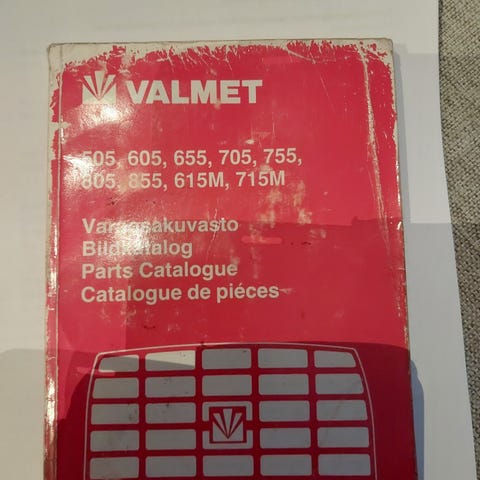 VALMET
505, 605, 655, 705, 755,
805, 855, 615M, 715M
Varaosakuvasto
Bildkatalog
Parts Catalogue
Catalogue de piéces